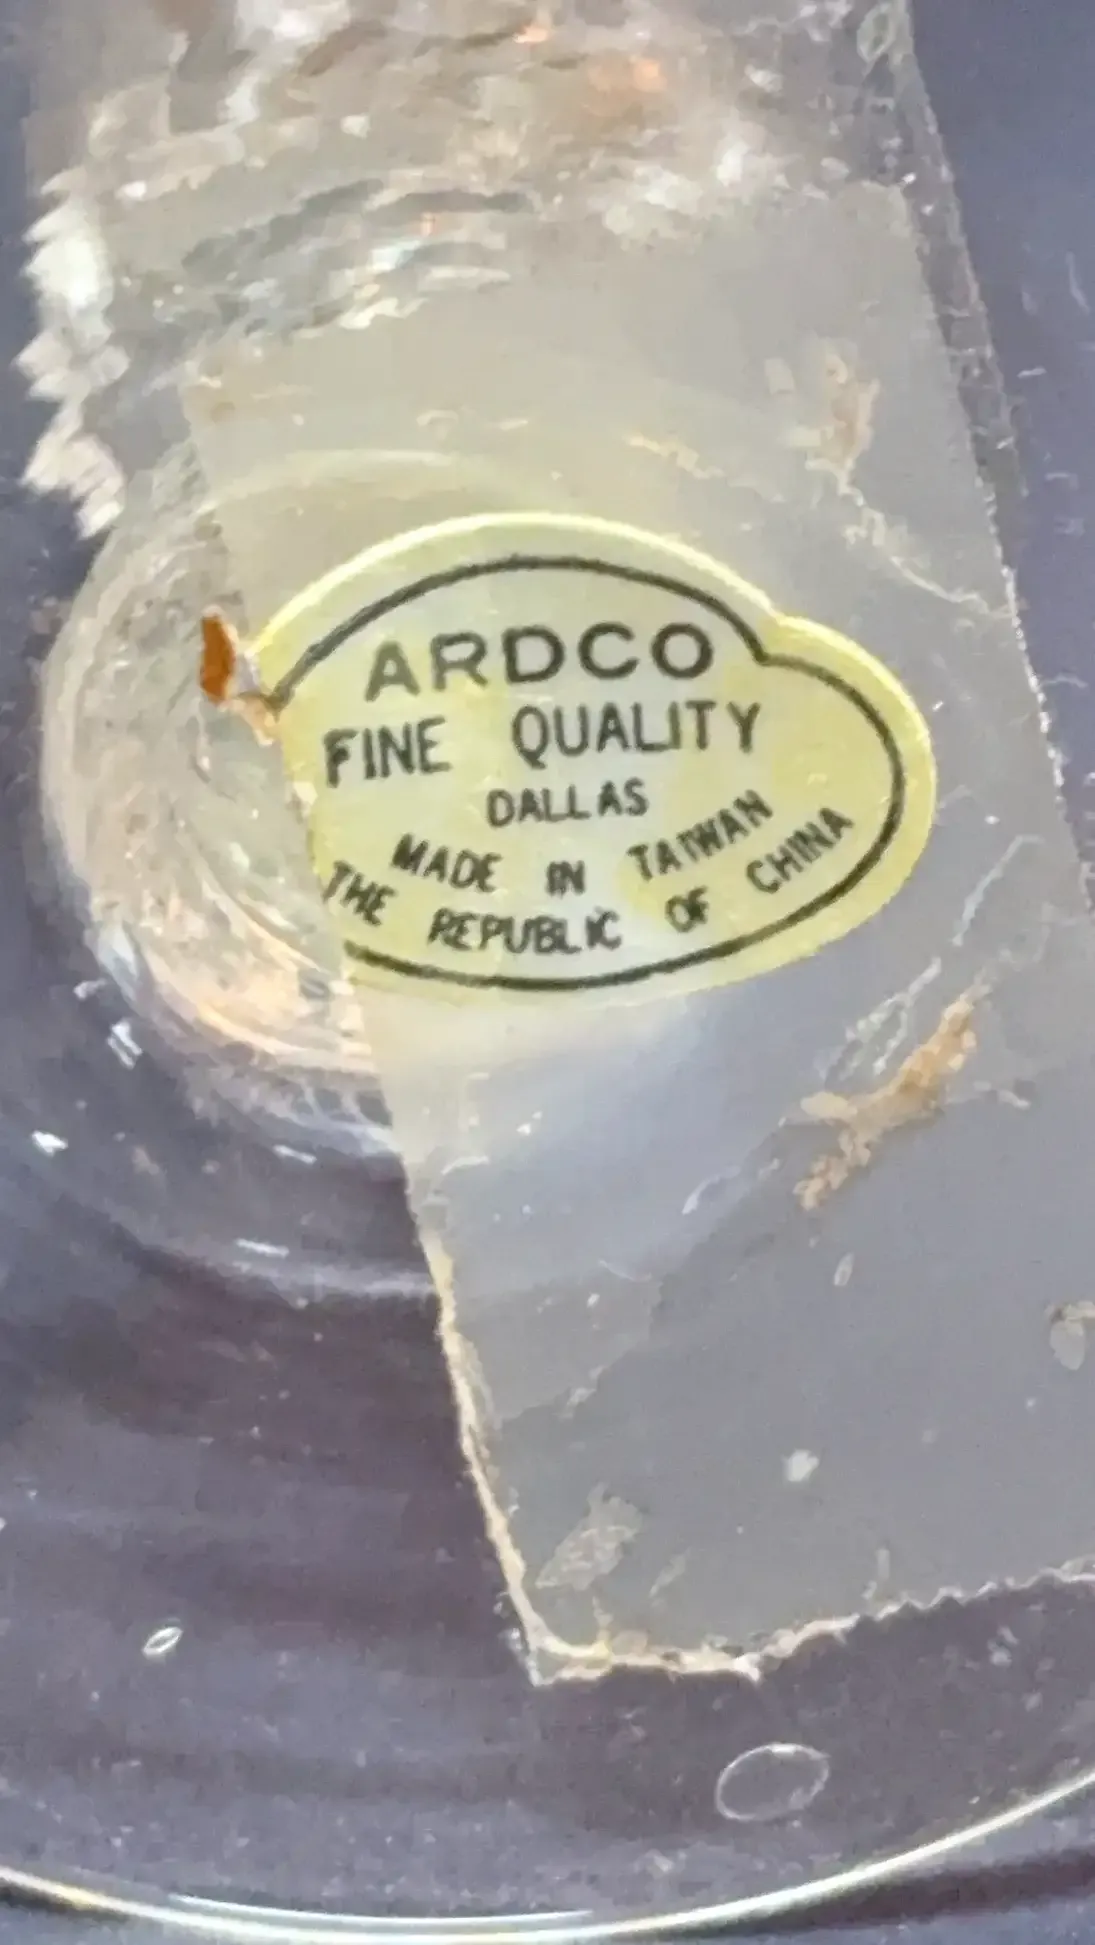 ARDCO
FINE QUALITY
DALLAS
MADE IN TAIWAN
THE REPUBLIC OF CHINA